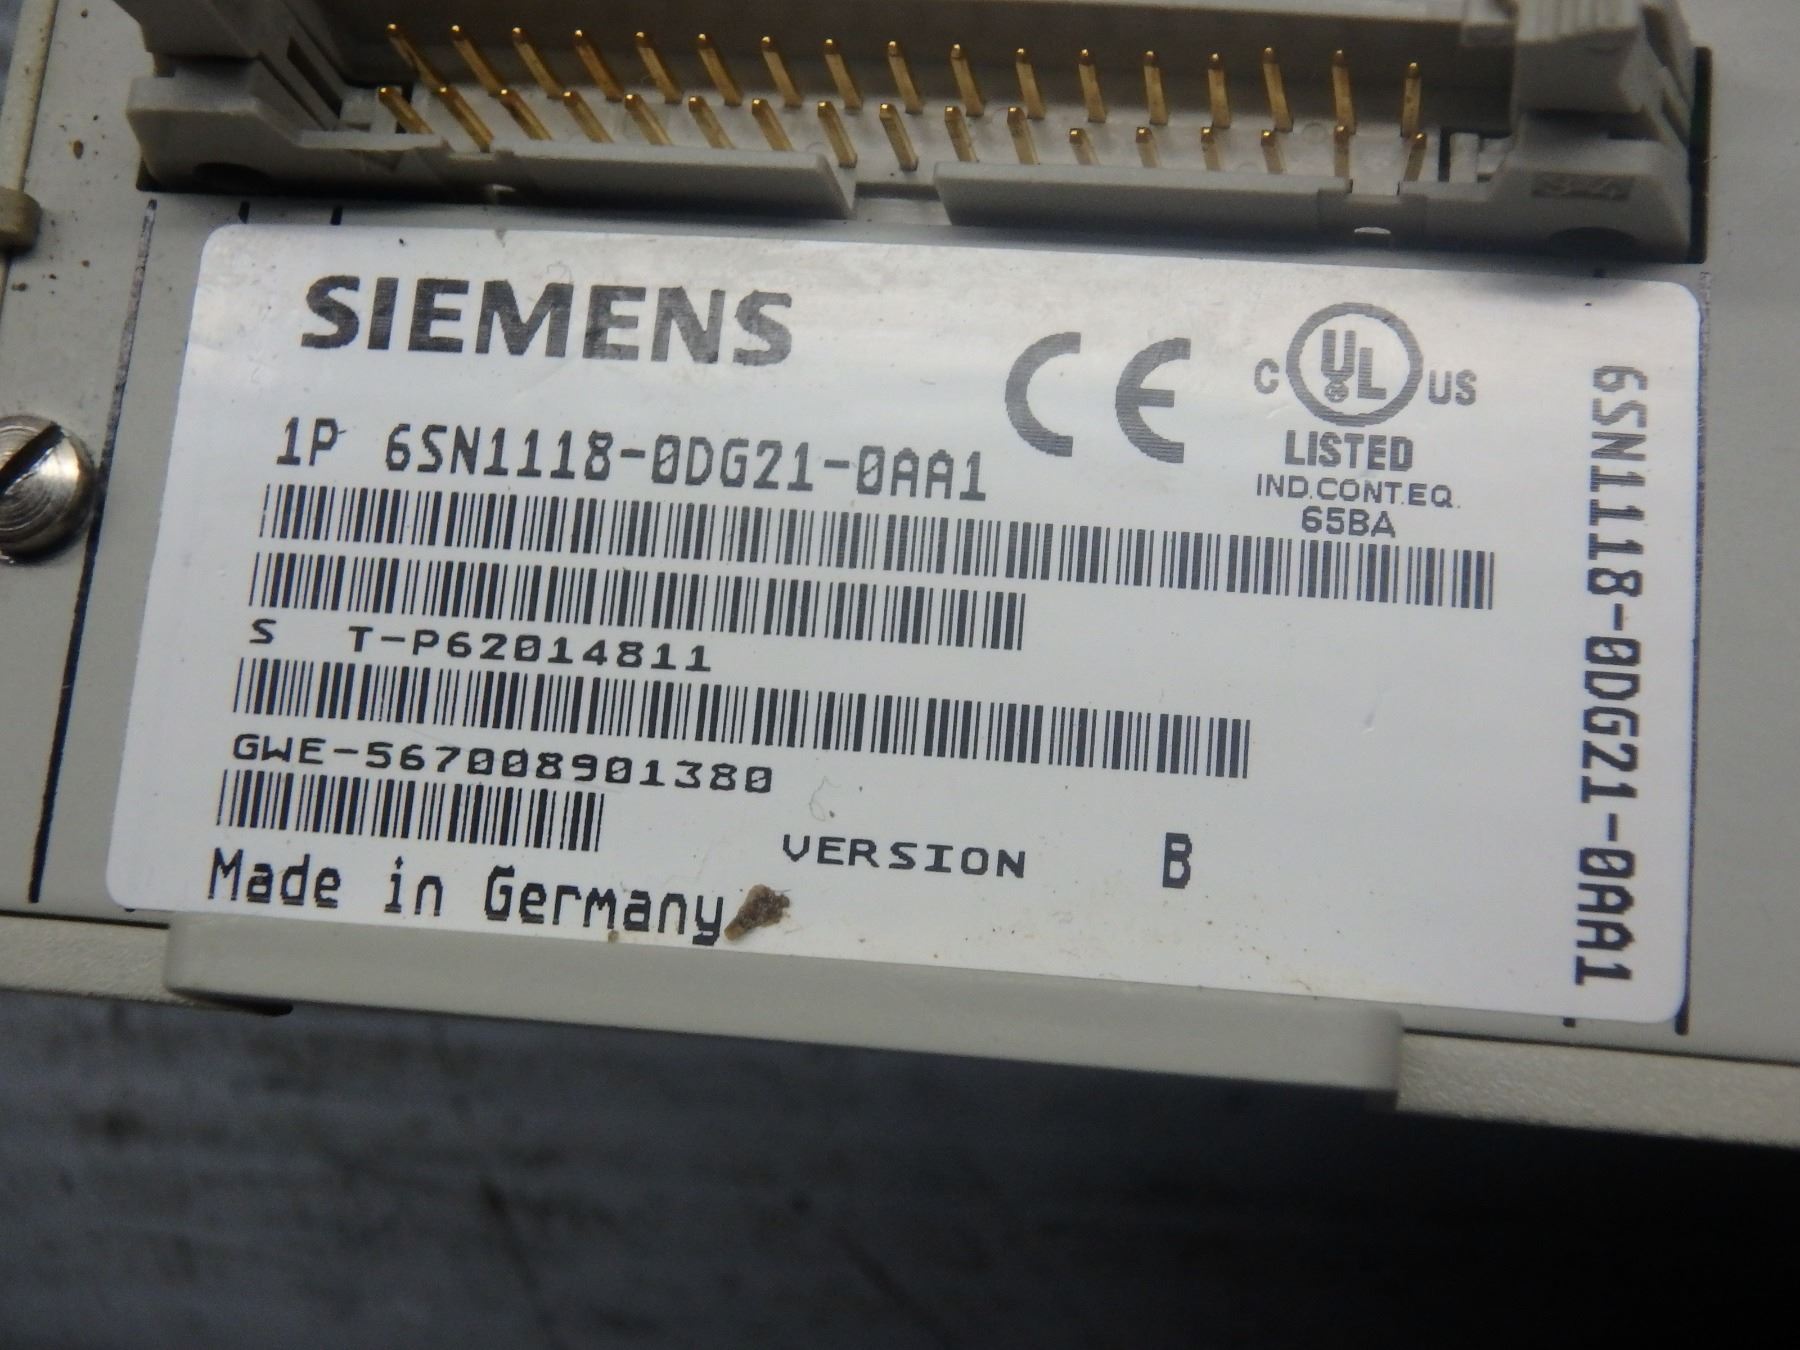 SIEMENS
CE
C UL US
LISTED
IND.CONT.EQ.
65BA
1P 6SN1118-0DG21-0AA1
S T-P62014811
GWE-567008901380
VERSION B
Made in Germany
6SN1118-0DG21-0AA1